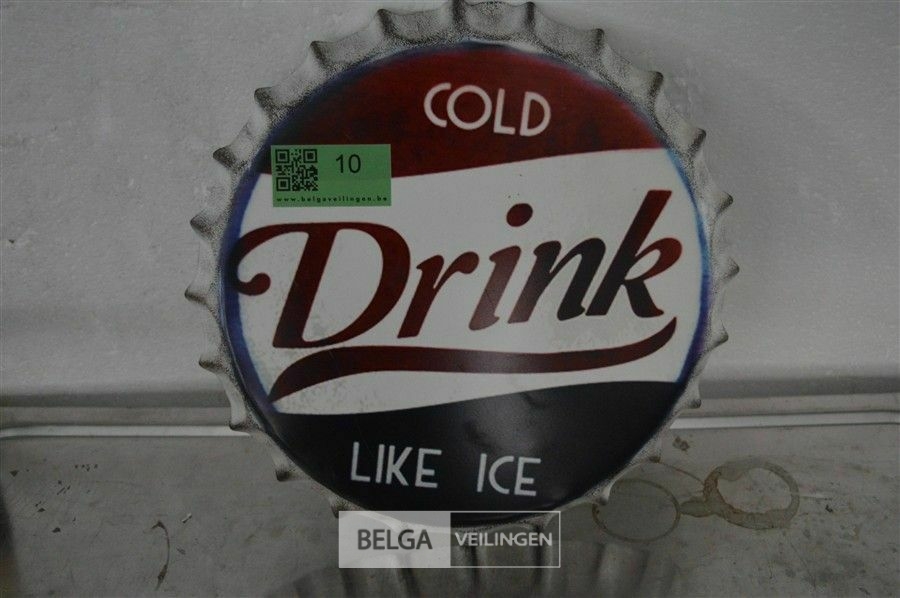 COLD
10
www.belgaveilingen.be
Drink
LIKE ICE
BELGA VEILINGEN